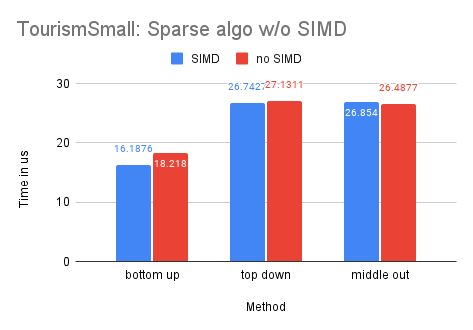 TourismSmall: Sparse algo w/o SIMD
SIMD no SIMD
30
20
10
0
Time in us
16.1876
18.218
26.7427
27.1311
26.854
26.4877
bottom up top down middle out
Method